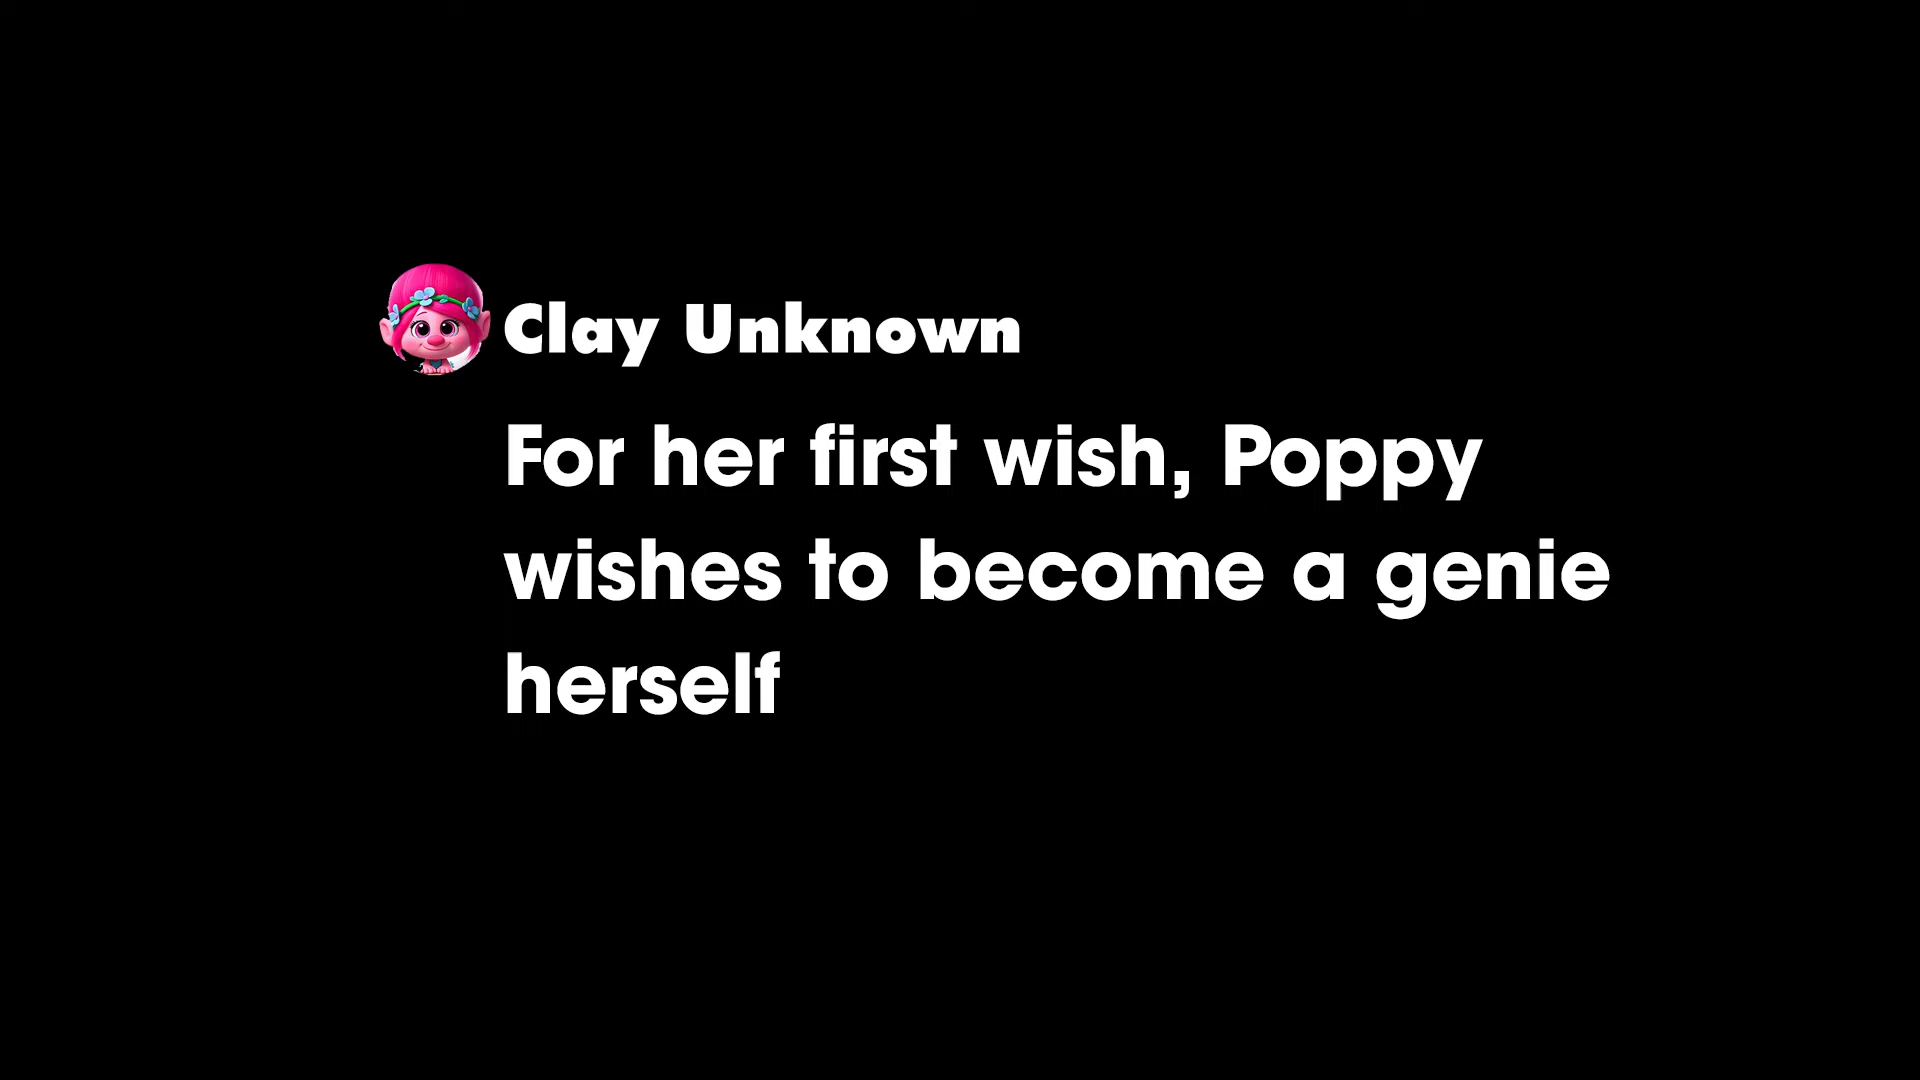 Clay Unknown
For her first wish, Poppy
wishes to become a genie
herself